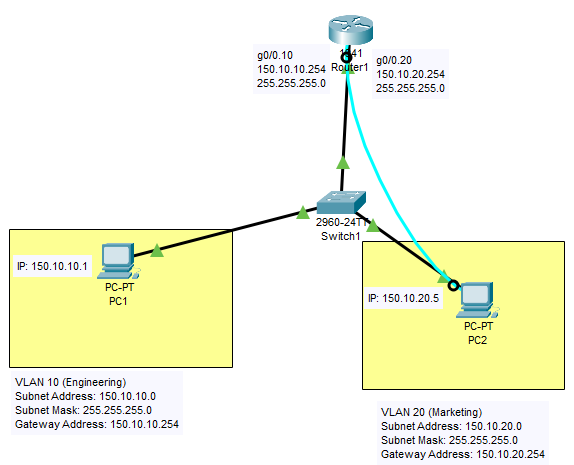 g0/0.10
150.10.10.254
255.255.255.0
1841
Router1
g0/0.20
150.10.20.254
255.255.255.0
2960-24TT
Switch1
IP: 150.10.10.1
PC-PT
PC1
IP: 150.10.20.5
PC-PT
PC2
VLAN 10 (Engineering)
Subnet Address: 150.10.10.0
Subnet Mask: 255.255.255.0
Gateway Address: 150.10.10.254
VLAN 20 (Marketing)
Subnet Address: 150.10.20.0
Subnet Mask: 255.255.255.0
Gateway Address: 150.10.20.254